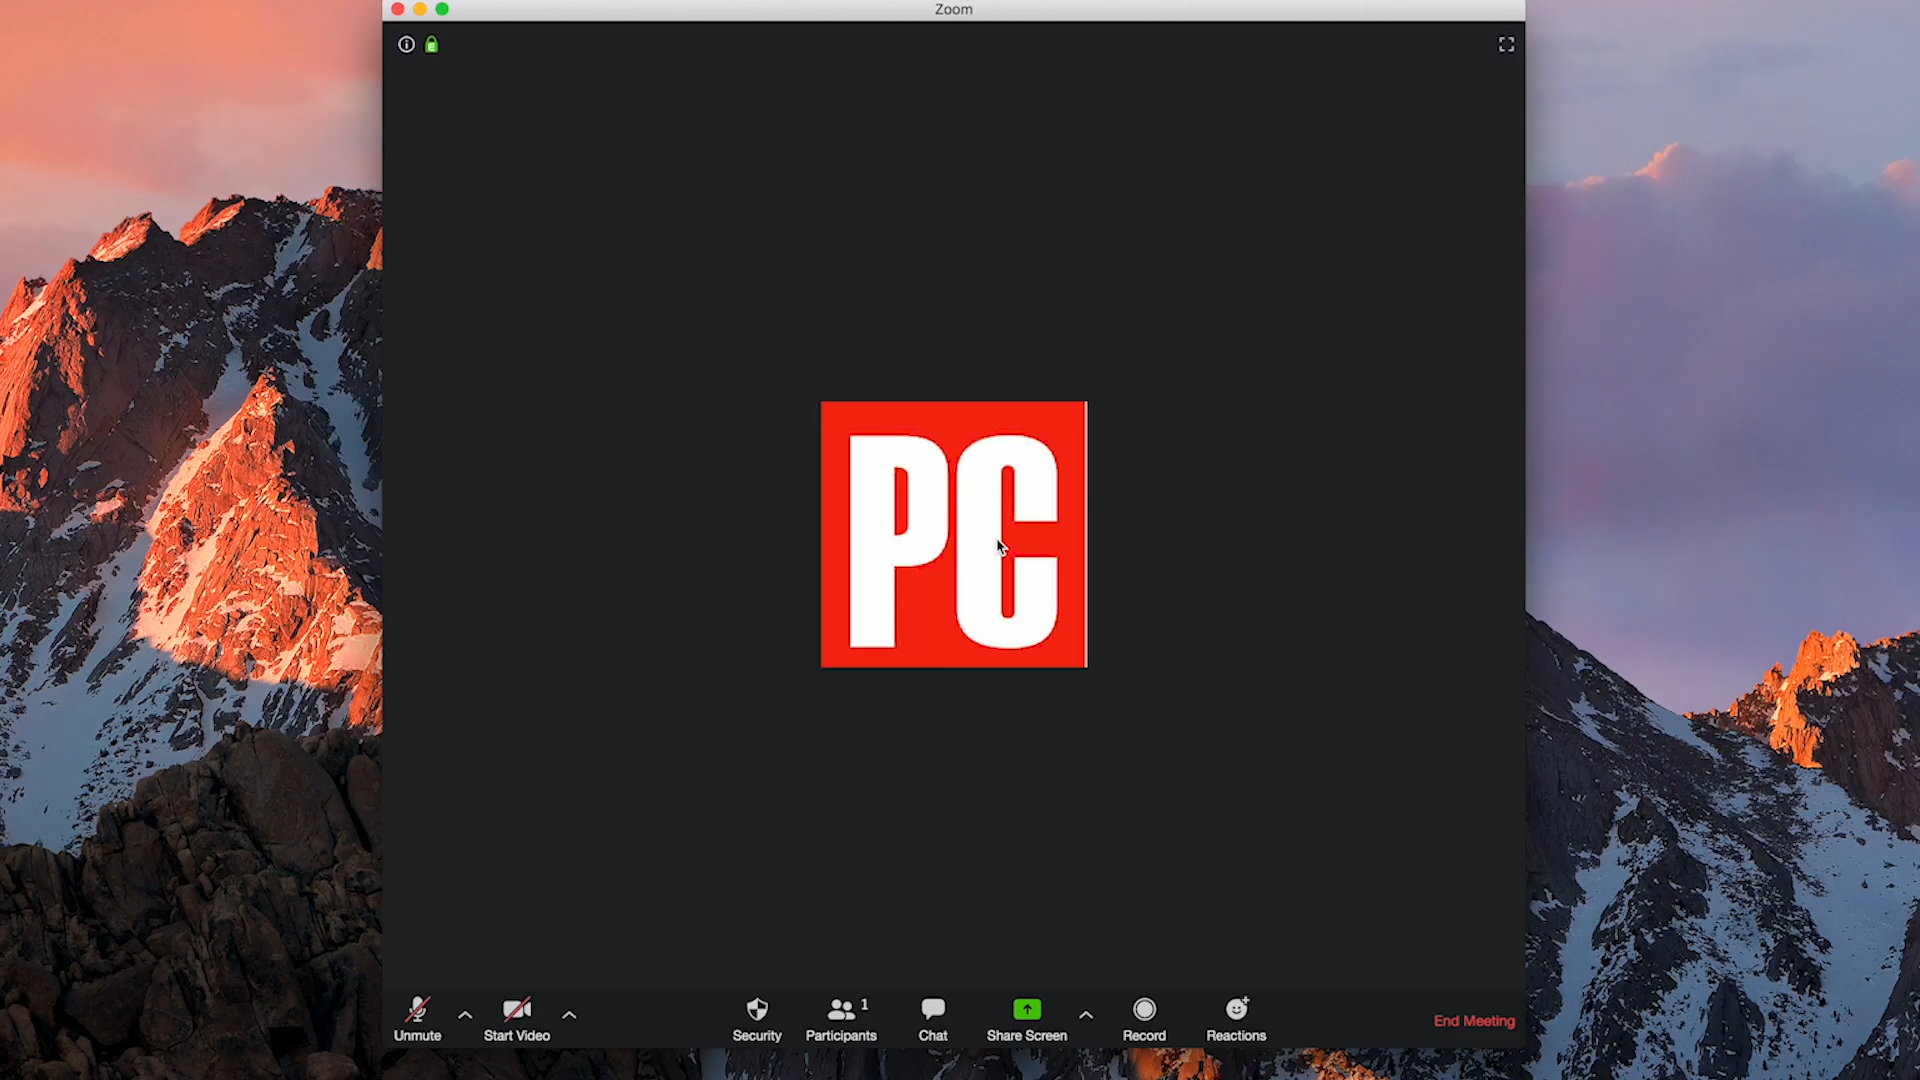 Zoom
E
PC
Unmute
Start Video
Security
Participants
1
Chat
Share Screen
Record
Reactions
End Meeting